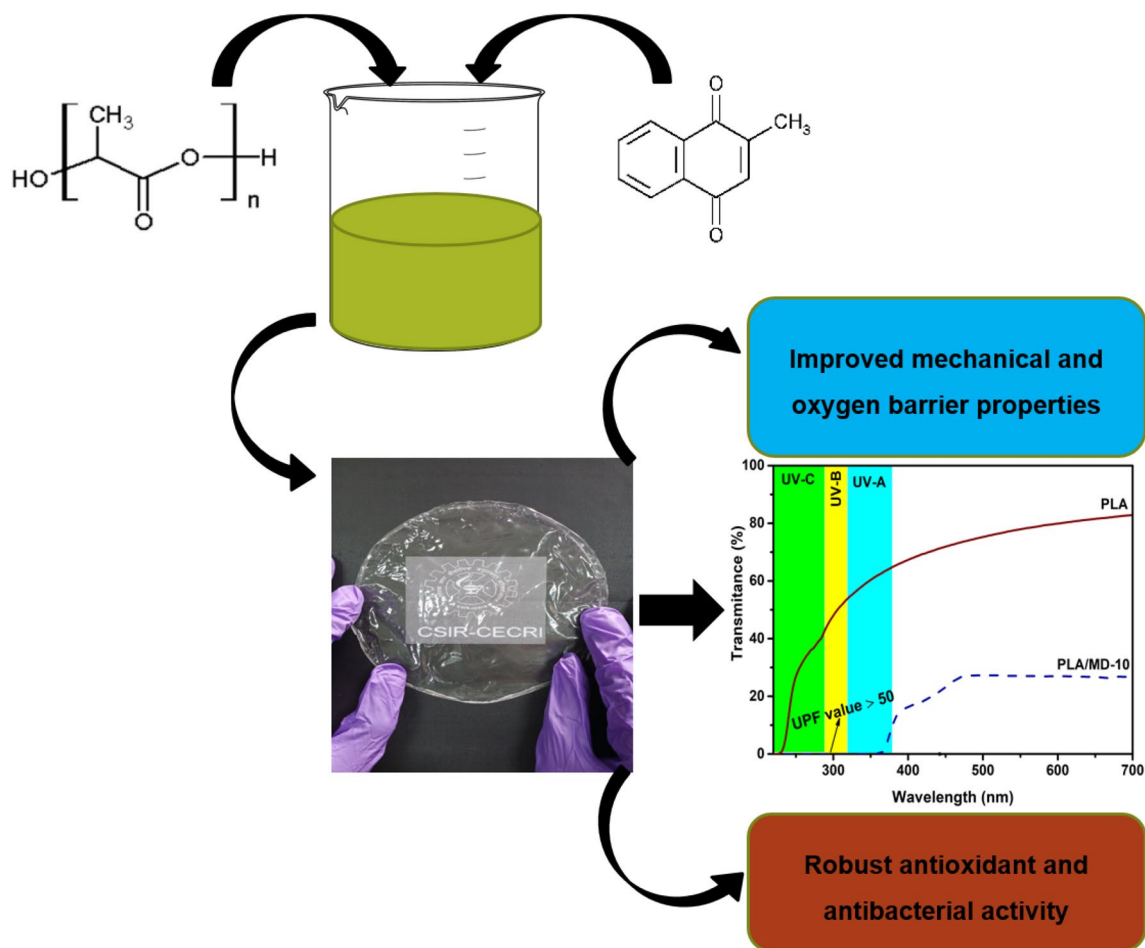 CH₃
HO
O
O
H
n
O
CH₃
O
Improved mechanical and
oxygen barrier properties
CSIR-CECRI
Transmitance (%)
100
80
60
40
20
0
UV-C
UV-B
UV-A
PLA
PLA/MD-10
UPF value > 50
300
400
500
600
700
Wavelength (nm)
Robust antioxidant and
antibacterial activity